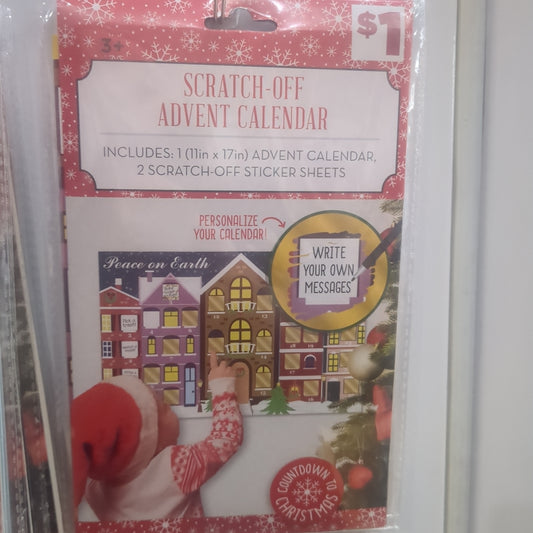 3+
$1
SCRATCH-OFF
ADVENT CALENDAR
INCLUDES: 1 (11in x 17in) ADVENT CALENDAR,
2 SCRATCH-OFF STICKER SHEETS
PERSONALIZE
YOUR CALENDAR!
WRITE
YOUR OWN
MESSAGES
Peace on Earth
COUNTDOWN TO
CHRISTMAS